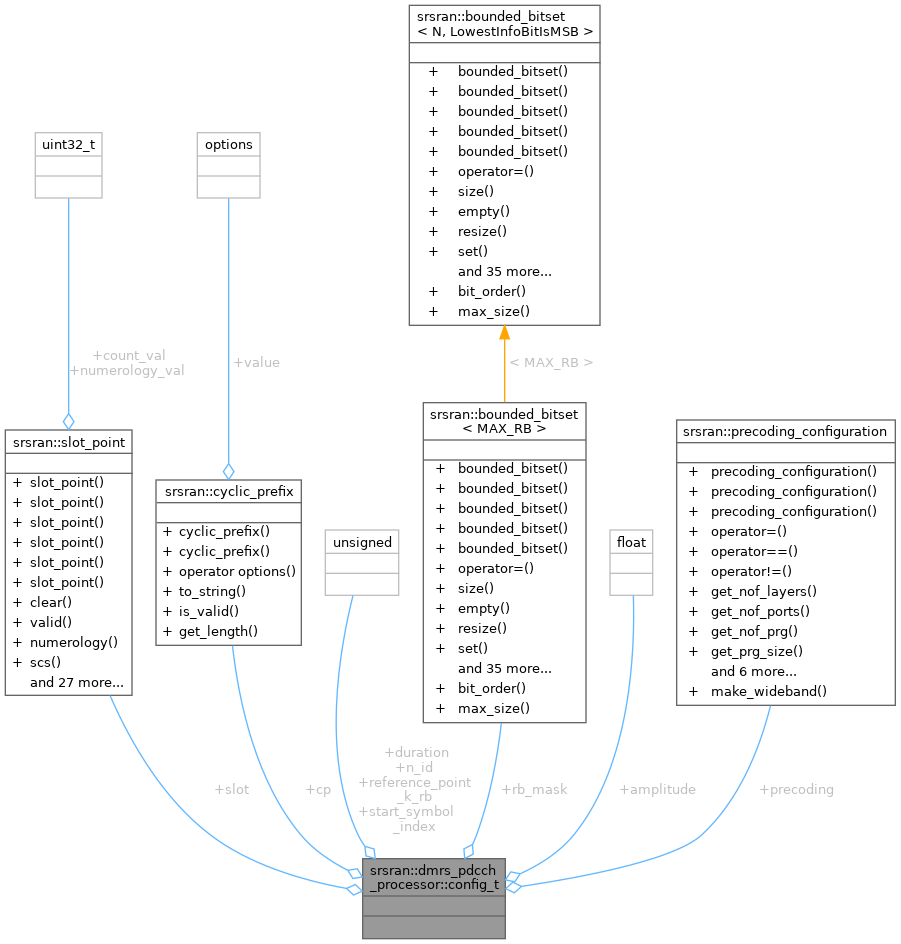 srsran::bounded_bitset
< N, LowestInfoBitIsMSB >
+ bounded_bitset()
+ bounded_bitset()
+ bounded_bitset()
+ bounded_bitset()
+ bounded_bitset()
+ operator=()
+ size()
+ empty()
+ resize()
+ set()
and 35 more...
+ bit_order()
+ max_size()
uint32_t
options
+count_val
+numerology_val
+value
< MAX_RB >
srsran::slot_point
+ slot_point()
+ slot_point()
+ slot_point()
+ slot_point()
+ slot_point()
+ slot_point()
+ clear()
+ valid()
+ numerology()
+ scs()
and 27 more...
srsran::cyclic_prefix
+ cyclic_prefix()
+ cyclic_prefix()
+ operator options()
+ to_string()
+ is_valid()
+ get_length()
unsigned
srsran::bounded_bitset
< MAX_RB >
+ bounded_bitset()
+ bounded_bitset()
+ bounded_bitset()
+ bounded_bitset()
+ bounded_bitset()
+ operator=()
+ size()
+ empty()
+ resize()
+ set()
and 35 more...
+ bit_order()
+ max_size()
float
srsran::precoding_configuration
+ precoding_configuration()
+ precoding_configuration()
+ precoding_configuration()
+ operator=()
+ operator==()
+ operator!=()
+ get_nof_layers()
+ get_nof_ports()
+ get_nof_prg()
+ get_prg_size()
and 6 more...
+ make_wideband()
+slot
+cp
+duration
+n_id
+reference_point
_k_rb
+start_symbol
_index
+rb_mask
+amplitude
+precoding
srsran::dmrs_pdcch
_processor::config_t